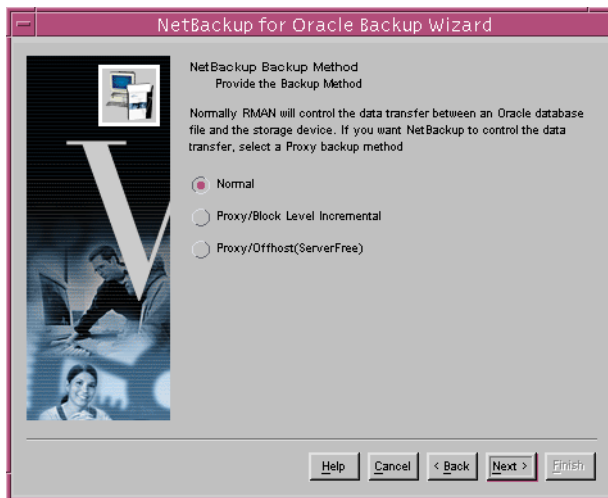 NetBackup for Oracle Backup Wizard
NetBackup Backup Method
Provide the Backup Method
Normally RMAN will control the data transfer between an Oracle database
file and the storage device. If you want NetBackup to control the data
transfer, select a Proxy backup method
Normal
Proxy/Block Level Incremental
Proxy/Offhost(ServerFree)
V
Help Cancel < Back Next > Finish